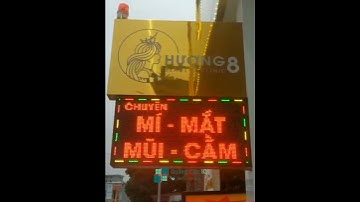 HƯƠNG 8
CHUYÊN
MÍ - MẮT
MŨI - CẰM